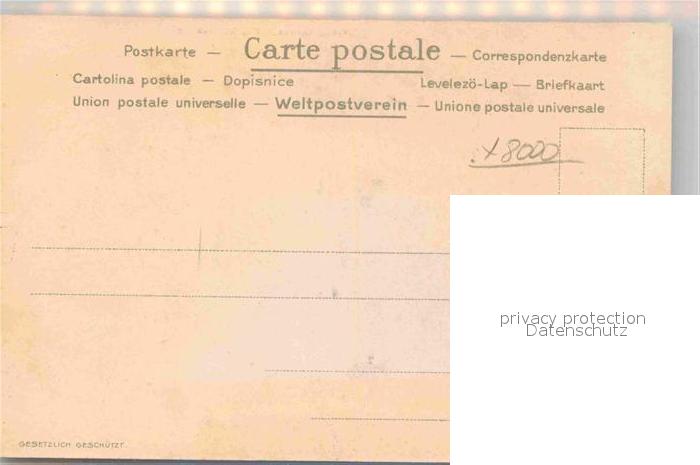 Postkarte — Carte postale — Correspondenzkarte
Cartolina postale — Dopisnice Levelezö-Lap — Briefkaart
Union postale universelle — Weltpostverein — Unione postale universale
x 8000
privacy protection
Datenschutz
GESETZLICH GESCHÜTZT